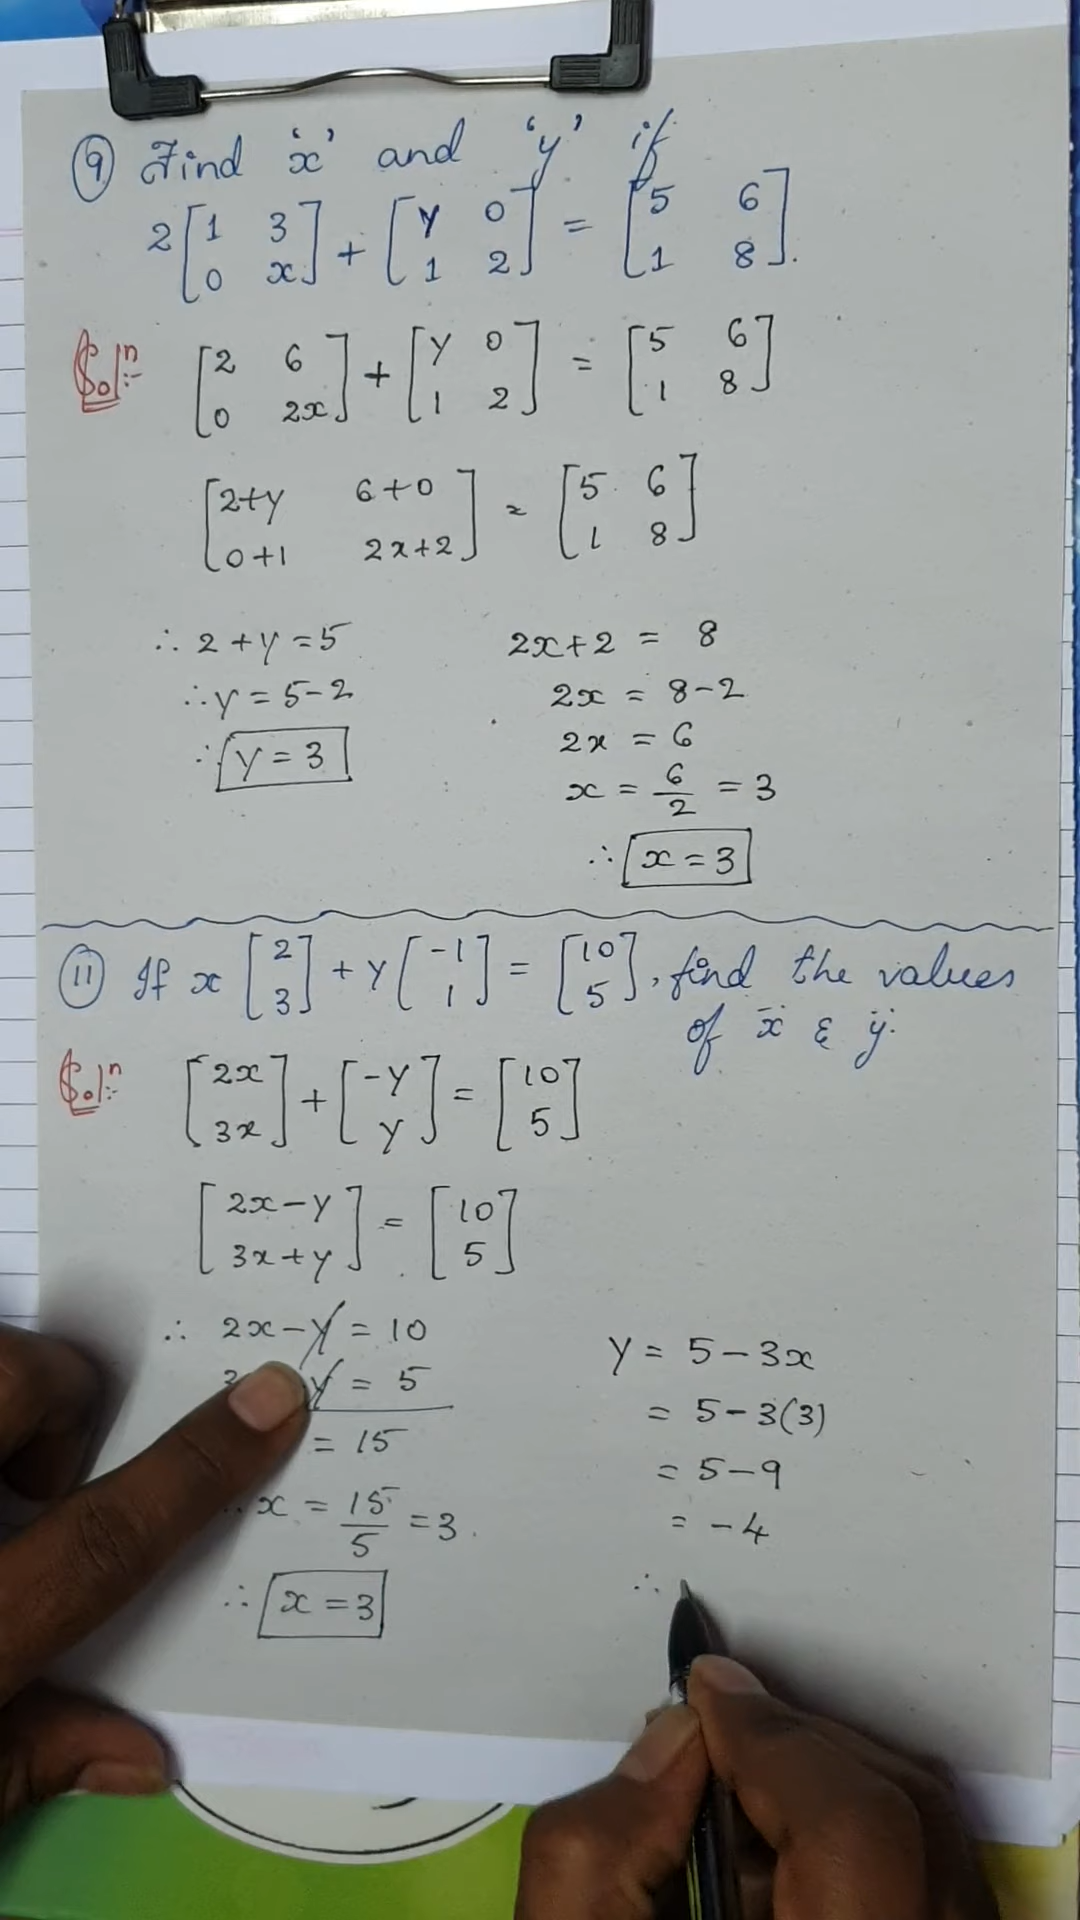 ⑨ Find 'x' and 'y' if
2[1 3; 0 x] + [y 0; 1 2] = [5 6; 1 8].
Solⁿ:- [2 6; 0 2x] + [y 0; 1 2] = [5 6; 1 8]
[2+y 6+0; 0+1 2x+2] = [5 6; 1 8]
∴ 2+y=5
∴ y = 5-2
∴ y = 3
2x+2 = 8
2x = 8-2
2x = 6
x = 6/2 = 3
∴ x = 3
⑪ If x [2; 3] + y [-1; 1] = [10; 5], find the values
of x & y.
Solⁿ:- [2x; 3x] + [-y; y] = [10; 5]
[2x-y; 3x+y] = [10; 5]
∴ 2x-y = 10
y = 5
= 15
x = 15/5 = 3.
∴ x = 3
y = 5-3x
= 5-3(3)
= 5-9
= -4
∴